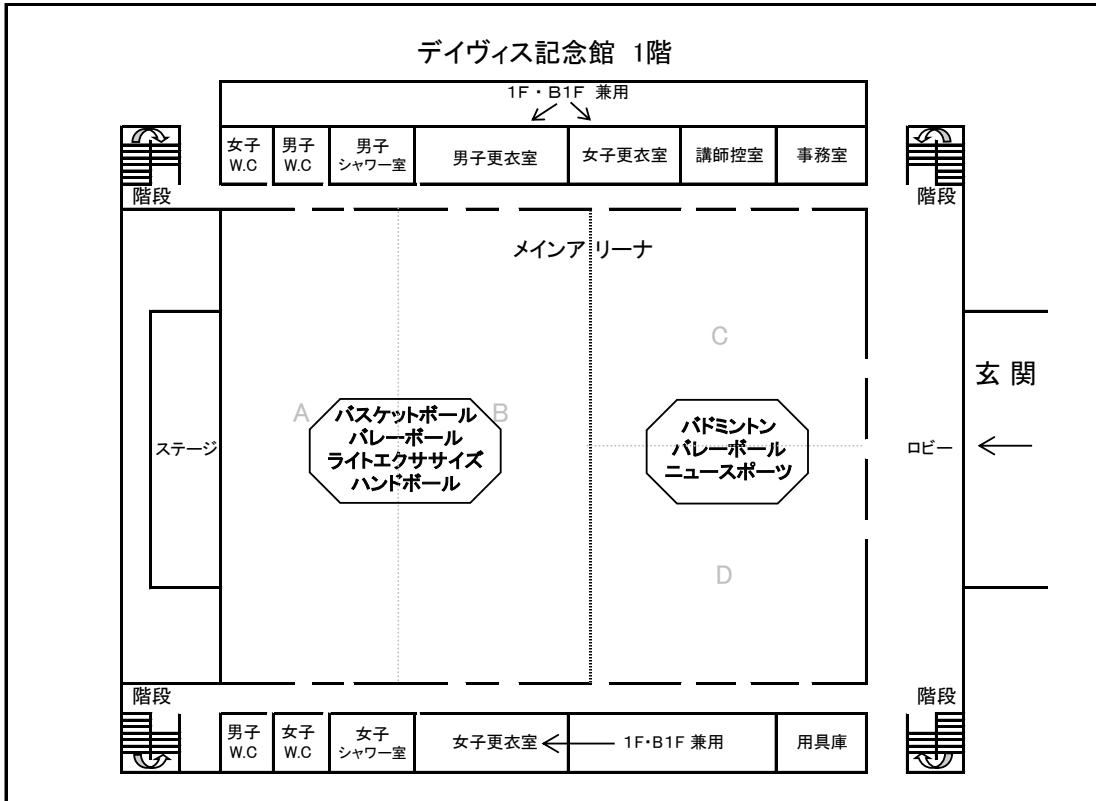 デイヴィス記念館 1階
1F・B1F 兼用
女子
W.C
男子
W.C
男子
シャワー室
男子更衣室
女子更衣室
講師控室
事務室
階段
階段
メインアリーナ
C
玄 関
A
B
バスケットボール
バレーボール
ライトエクササイズ
ハンドボール
バドミントン
バレーボール
ニュースポーツ
ステージ
ロビー
D
階段
階段
男子
W.C
女子
W.C
女子
シャワー室
女子更衣室
1F・B1F 兼用
用具庫